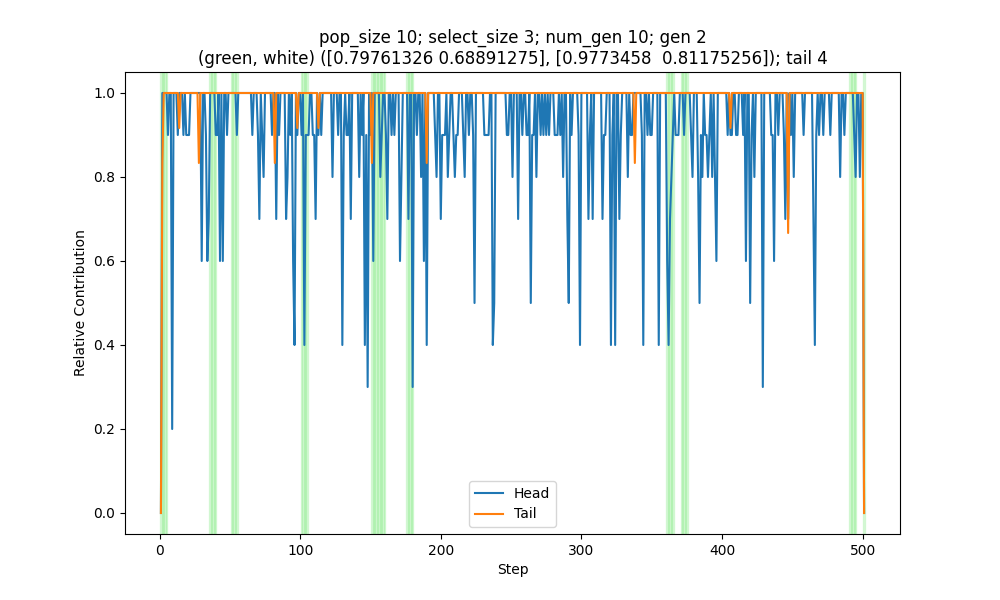 pop_size 10; select_size 3; num_gen 10; gen 2
(green, white) ([0.79761326 0.68891275], [0.9773458  0.81175256]); tail 4
1.0
0.8
0.6
0.4
0.2
0.0
Relative Contribution
Head
Tail
0
100
200
300
400
500
Step